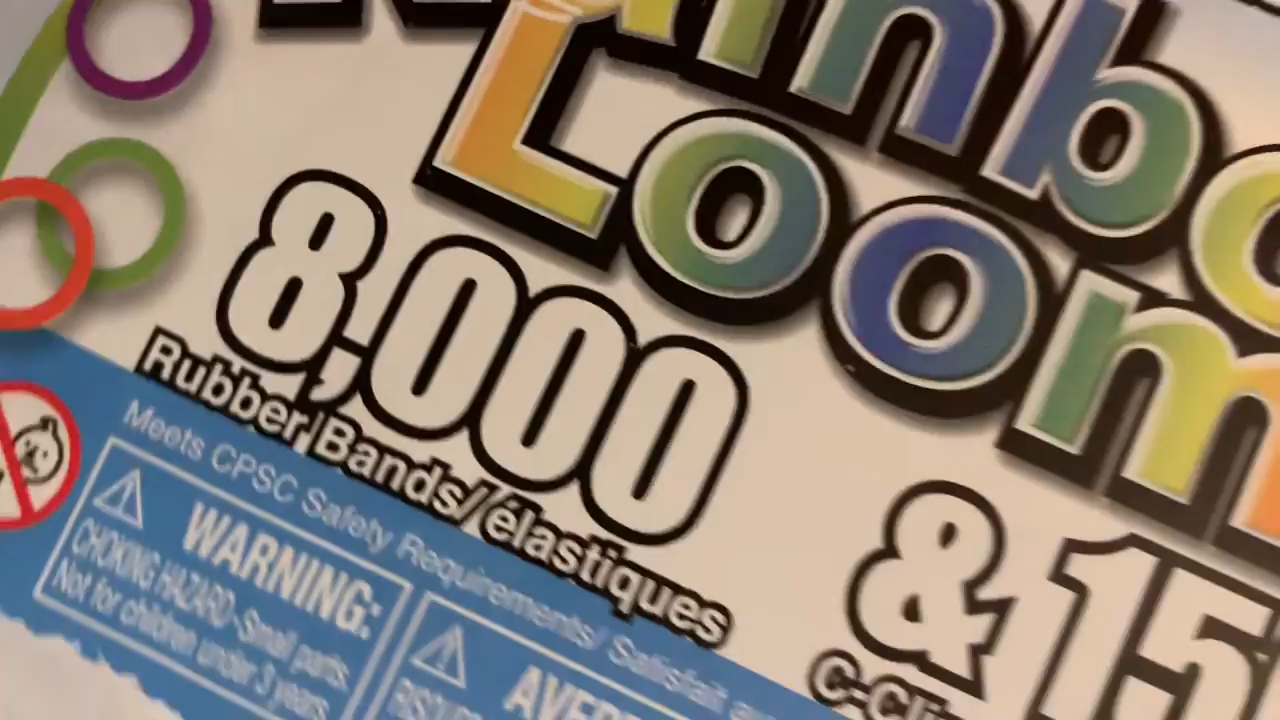 Loom
8,000
Rubber Bands/élastiques
& 15
Meets CPSC Safety Requirements/ Satisfait
WARNING:
CHOKING HAZARD-Small parts.
Not for children under 3 years.